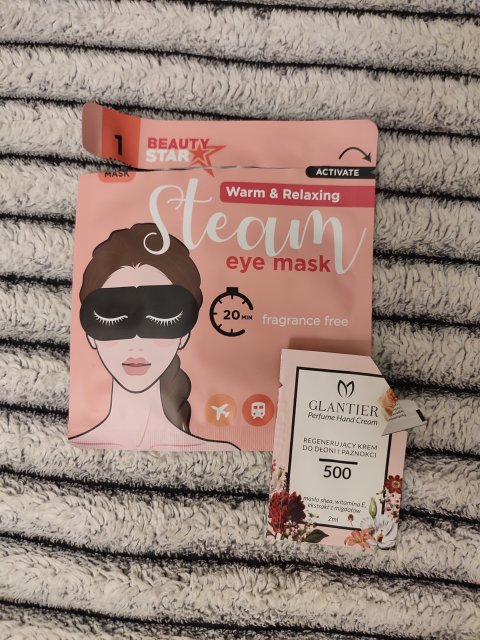 1
MASK
BEAUTY
STAR
ACTIVATE
Warm & Relaxing
Steam
eye mask
20 MIN
fragrance free
GLANTIER
Perfume Hand Cream
REGENERUJĄCY KREM
DO DŁONI I PAZNOKCI
500
masło shea, witamina E,
ekstrakt z migdałów
2ml